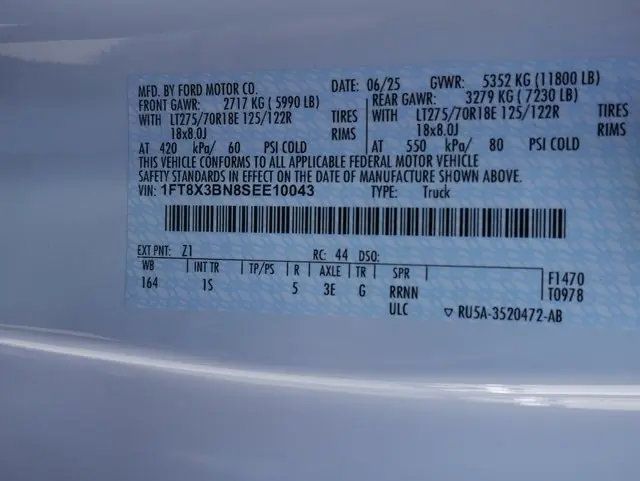 MFD. BY FORD MOTOR CO. DATE: 06/25 GVWR: 5352 KG (11800 LB)
FRONT GAWR: 2717 KG ( 5990 LB) REAR GAWR: 3279 KG ( 7230 LB)
WITH LT275/70R18E 125/122R TIRES WITH LT275/70R18E 125/122R TIRES
18x8.0J RIMS 18x8.0J RIMS
AT 420 kPa/ 60 PSI COLD AT 550 kPa/ 80 PSI COLD
THIS VEHICLE CONFORMS TO ALL APPLICABLE FEDERAL MOTOR VEHICLE
SAFETY STANDARDS IN EFFECT ON THE DATE OF MANUFACTURE SHOWN ABOVE.
VIN: 1FT8X3BN8SEE10043 TYPE: Truck
EXT PNT: Z1 RC: 44 DSO:
WB INT TR TP/PS R AXLE TR SPR F1470
164 1S 5 3E G RRNN T0978
ULC ▽ RU5A-3520472-AB